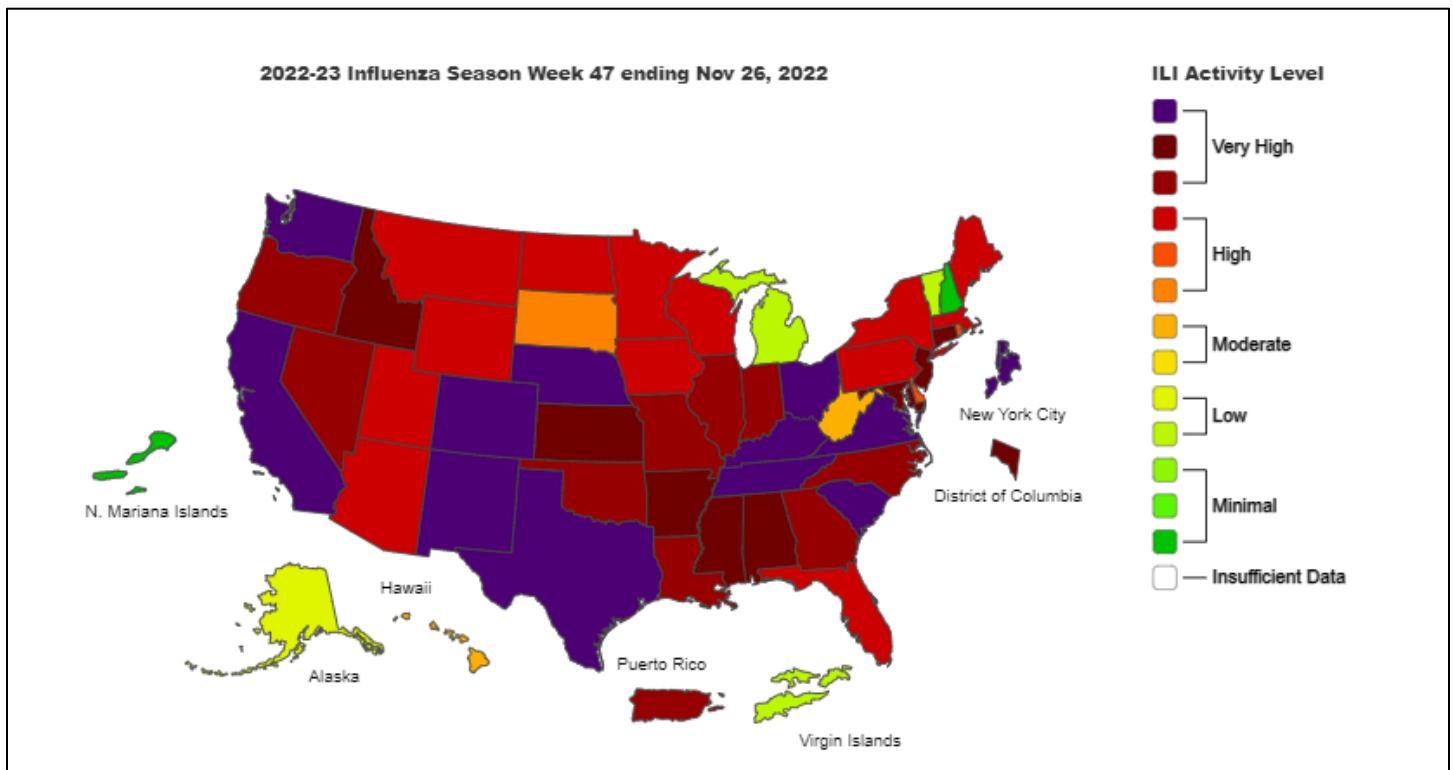 2022-23 Influenza Season Week 47 ending Nov 26, 2022
ILI Activity Level
Very High
High
Moderate
Low
Minimal
Insufficient Data
New York City
District of Columbia
N. Mariana Islands
Hawaii
Alaska
Puerto Rico
Virgin Islands